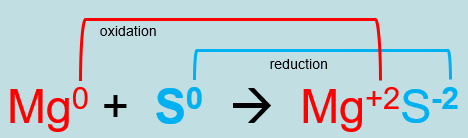 oxidation
reduction
Mg⁰ + S⁰ → Mg⁺²S⁻²